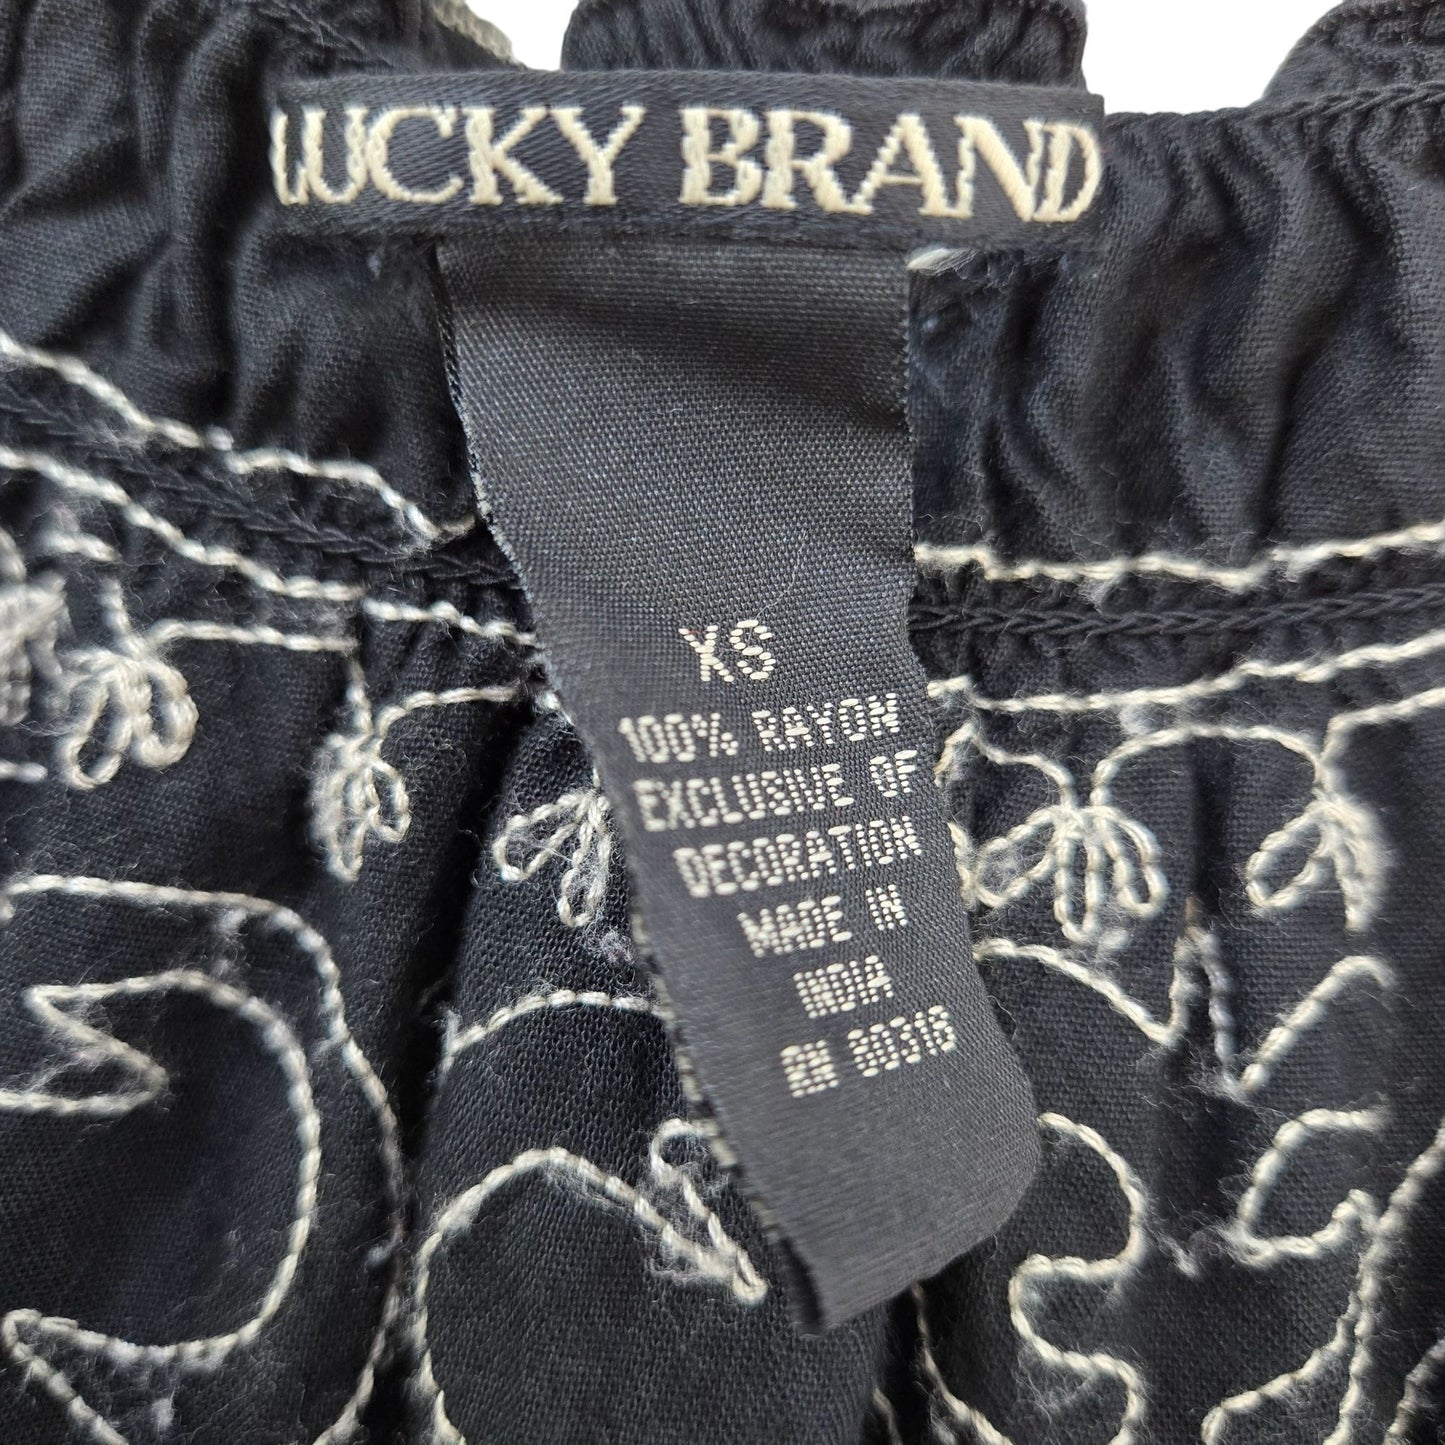 LUCKY BRAND
XS
100% RAYON
EXCLUSIVE OF
DECORATION
MADE IN
INDIA
RN 80318